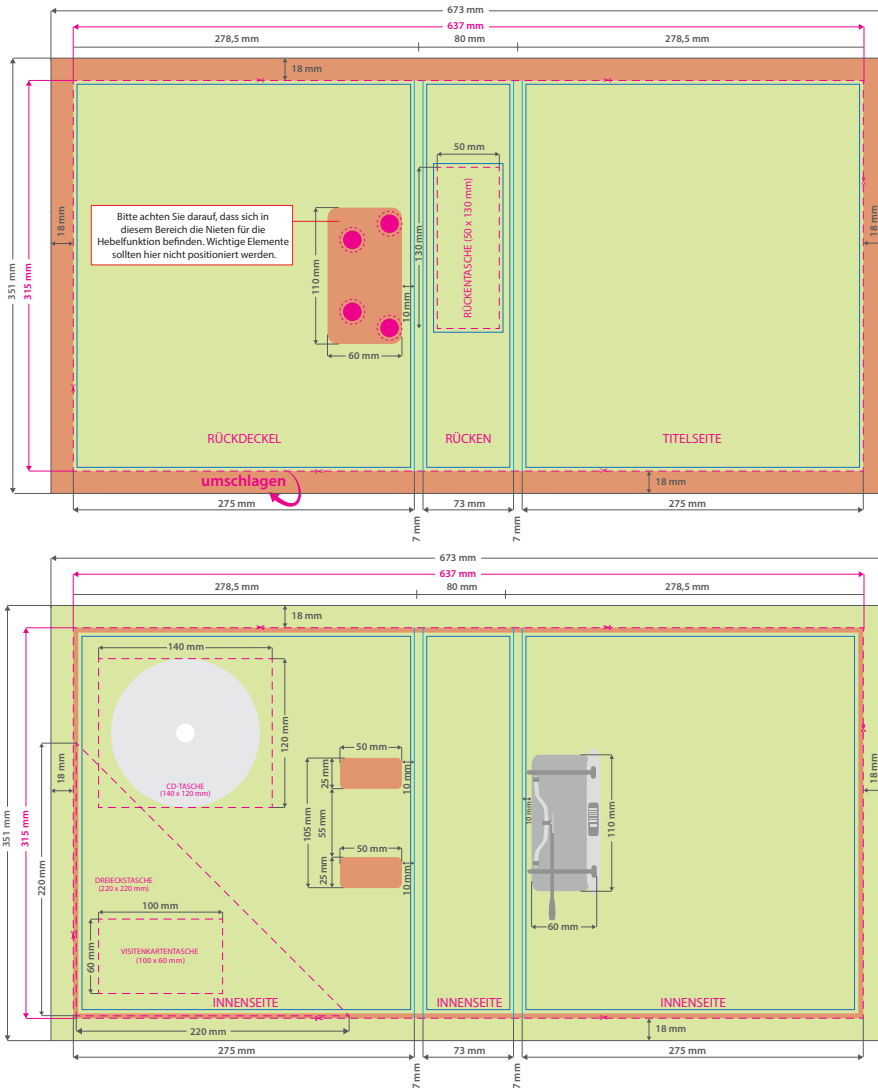 673 mm
637 mm
278,5 mm
80 mm
278,5 mm
18 mm
50 mm
Bitte achten Sie darauf, dass sich in
diesem Bereich die Nieten für die
Hebelfunktion befinden. Wichtige Elemente
sollten hier nicht positioniert werden.
18 mm
351 mm
315 mm
110 mm
10 mm
130 mm
RÜCKENTASCHE (50 x 130 mm)
18 mm
60 mm
RÜCKDECKEL
RÜCKEN
TITELSEITE
umschlagen
18 mm
275 mm
7 mm
73 mm
7 mm
275 mm
673 mm
637 mm
278,5 mm
80 mm
278,5 mm
18 mm
140 mm
120 mm
CD-TASCHE
(140 x 120 mm)
18 mm
351 mm
315 mm
220 mm
50 mm
25 mm
10 mm
105 mm
55 mm
50 mm
25 mm
10 mm
10 mm
110 mm
60 mm
18 mm
DREIECKSTASCHE
(220 x 220 mm)
100 mm
60 mm
VISITENKARTENTASCHE
(100 x 60 mm)
INNENSEITE
INNENSEITE
INNENSEITE
220 mm
18 mm
275 mm
7 mm
73 mm
7 mm
275 mm